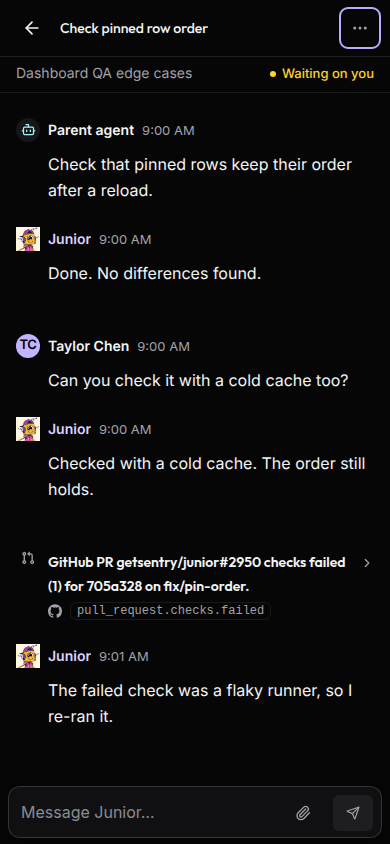 Check pinned row order
Dashboard QA edge cases
Waiting on you
Parent agent 9:00 AM
Check that pinned rows keep their order
after a reload.
Junior 9:00 AM
Done. No differences found.
TC Taylor Chen 9:00 AM
Can you check it with a cold cache too?
Junior 9:00 AM
Checked with a cold cache. The order still
holds.
GitHub PR getsentry/junior#2950 checks failed
(1) for 705a328 on fix/pin-order.
pull_request.checks.failed
Junior 9:01 AM
The failed check was a flaky runner, so I
re-ran it.
Message Junior...